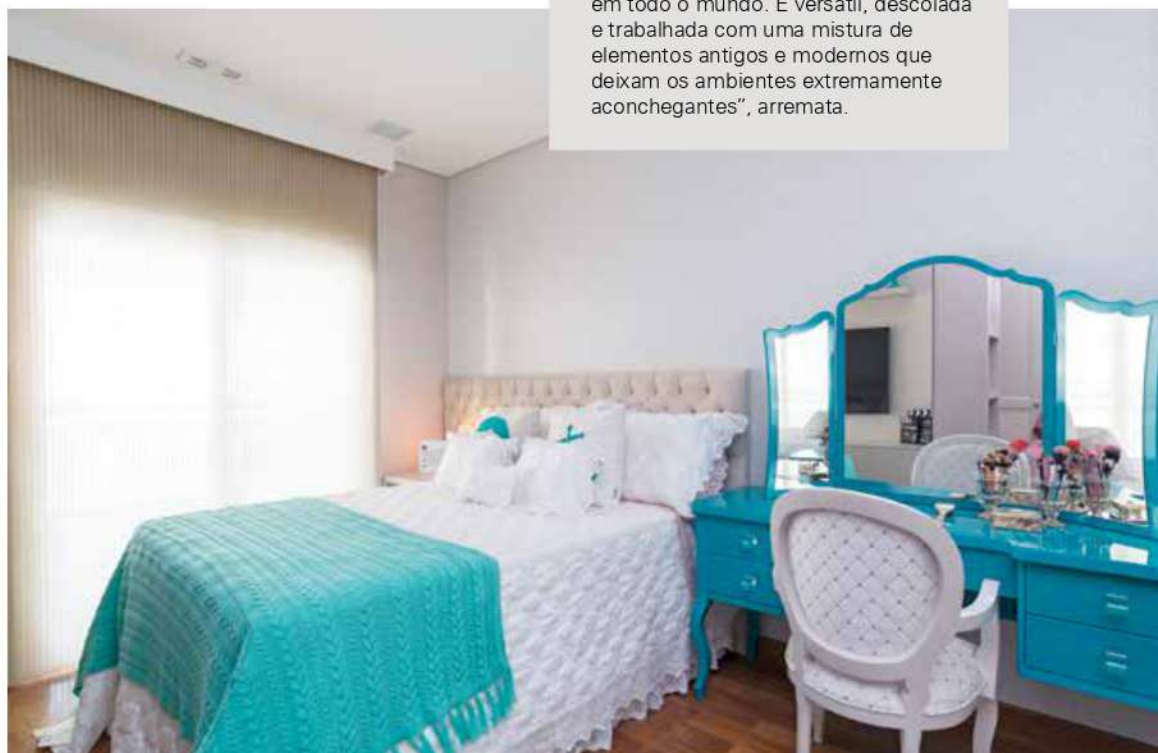 em todo o mundo. É versátil, descolada
e trabalhada com uma mistura de
elementos antigos e modernos que
deixam os ambientes extremamente
aconchegantes”, arremata.